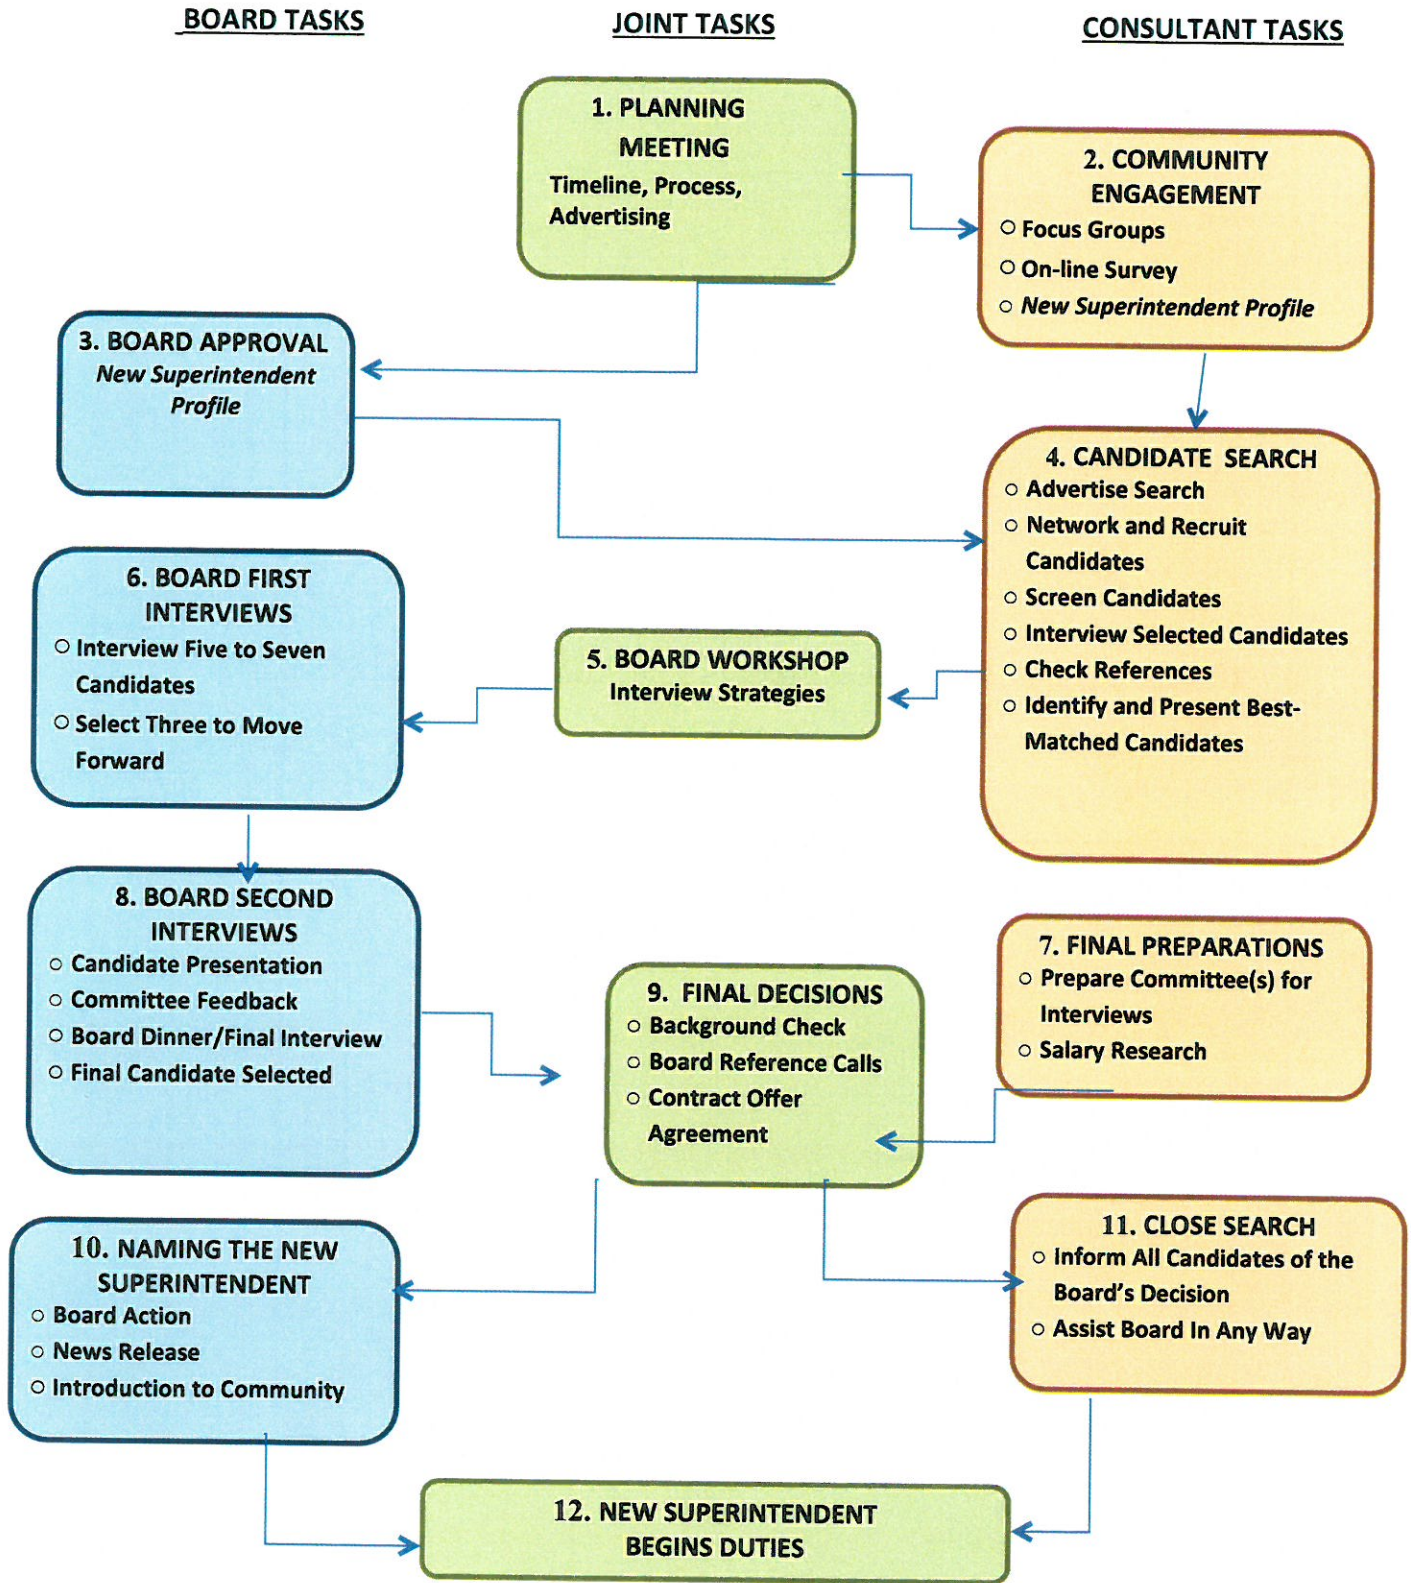 BOARD TASKS
JOINT TASKS
CONSULTANT TASKS
1. PLANNING
MEETING
Timeline, Process,
Advertising
2. COMMUNITY
ENGAGEMENT
○ Focus Groups
○ On-line Survey
○ New Superintendent Profile
3. BOARD APPROVAL
New Superintendent
Profile
4. CANDIDATE SEARCH
○ Advertise Search
○ Network and Recruit
Candidates
○ Screen Candidates
○ Interview Selected Candidates
○ Check References
○ Identify and Present Best-
Matched Candidates
5. BOARD WORKSHOP
Interview Strategies
6. BOARD FIRST
INTERVIEWS
○ Interview Five to Seven
Candidates
○ Select Three to Move
Forward
7. FINAL PREPARATIONS
○ Prepare Committee(s) for
Interviews
○ Salary Research
8. BOARD SECOND
INTERVIEWS
○ Candidate Presentation
○ Committee Feedback
○ Board Dinner/Final Interview
○ Final Candidate Selected
9. FINAL DECISIONS
○ Background Check
○ Board Reference Calls
○ Contract Offer
Agreement
10. NAMING THE NEW
SUPERINTENDENT
○ Board Action
○ News Release
○ Introduction to Community
11. CLOSE SEARCH
○ Inform All Candidates of the
Board's Decision
○ Assist Board In Any Way
12. NEW SUPERINTENDENT
BEGINS DUTIES